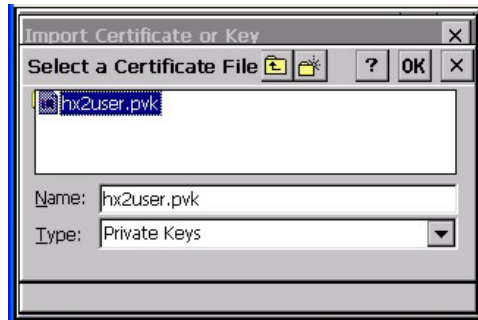 Import Certificate or Key
Select a Certificate File ? OK ×
hx2user.pvk
Name: hx2user.pvk
Type: Private Keys